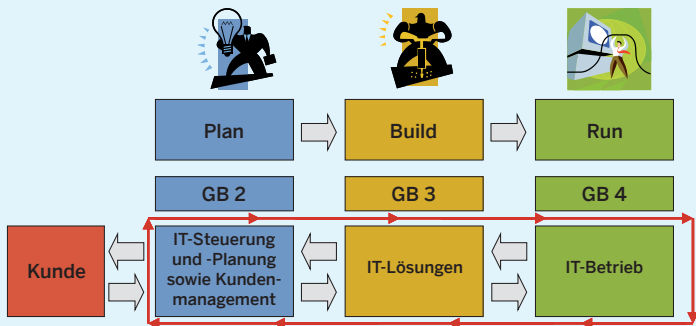 Plan
Build
Run
GB 2
GB 3
GB 4
Kunde
IT-Steuerung
und -Planung
sowie Kunden-
management
IT-Lösungen
IT-Betrieb